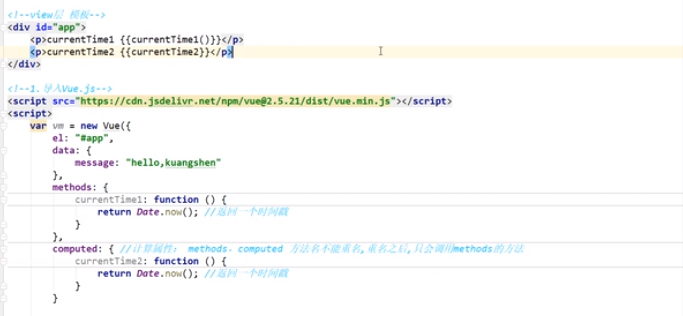 <!--view层 模板-->
<div id="app">
    <p>currentTime1 {{currentTime1()}}</p>
    <p>currentTime2 {{currentTime2}}</p>
</div>
<!--1.导入Vue.js-->
<script src="https://cdn.jsdelivr.net/npm/vue@2.5.21/dist/vue.min.js"></script>
<script>
    var vm = new Vue({
        el: "#app",
        data: {
            message: "hello,kuangshen"
        },
        methods: {
            currentTime1: function () {
                return Date.now(); //返回一个时间戳
            }
        },
        computed: { //计算属性: methods, computed 方法名不能重名,重名之后,只会调用methods的方法
            currentTime2: function () {
                return Date.now(); //返回一个时间戳
            }
        }